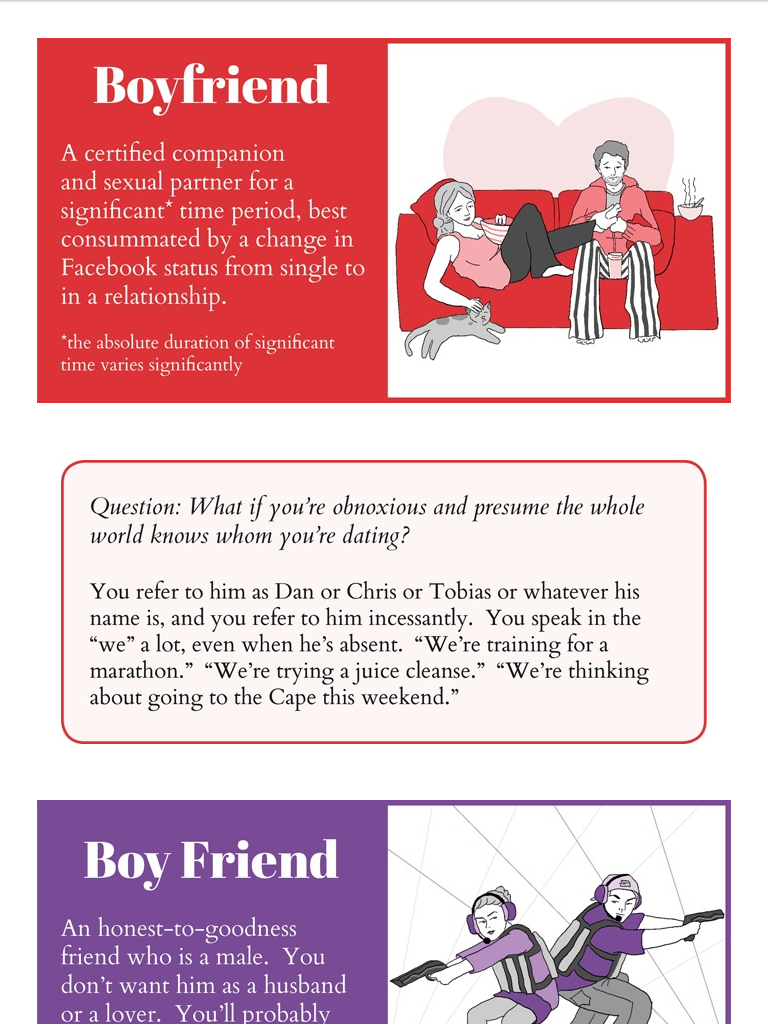 Boyfriend
A certified companion
and sexual partner for a
significant* time period, best
consummated by a change in
Facebook status from single to
in a relationship.
*the absolute duration of significant
time varies significantly
Question: What if you’re obnoxious and presume the whole
world knows whom you’re dating?
You refer to him as Dan or Chris or Tobias or whatever his
name is, and you refer to him incessantly.  You speak in the
“we” a lot, even when he’s absent.  “We’re training for a
marathon.”  “We’re trying a juice cleanse.”  “We’re thinking
about going to the Cape this weekend.”
Boy Friend
An honest-to-goodness
friend who is a male.  You
don’t want him as a husband
or a lover.  You’ll probably